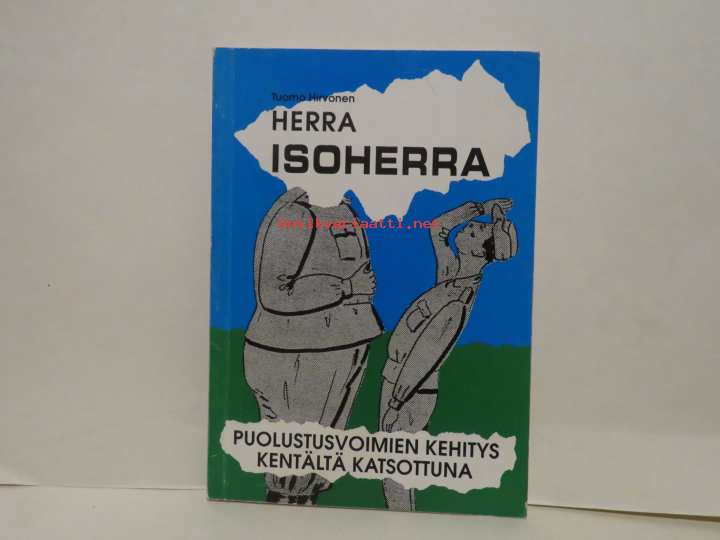 Tuomo Hirvonen
HERRA
ISOHERRA
antikvariaatti.net
PUOLUSTUSVOIMIEN KEHITYS
KENTÄLTÄ KATSOTTUNA